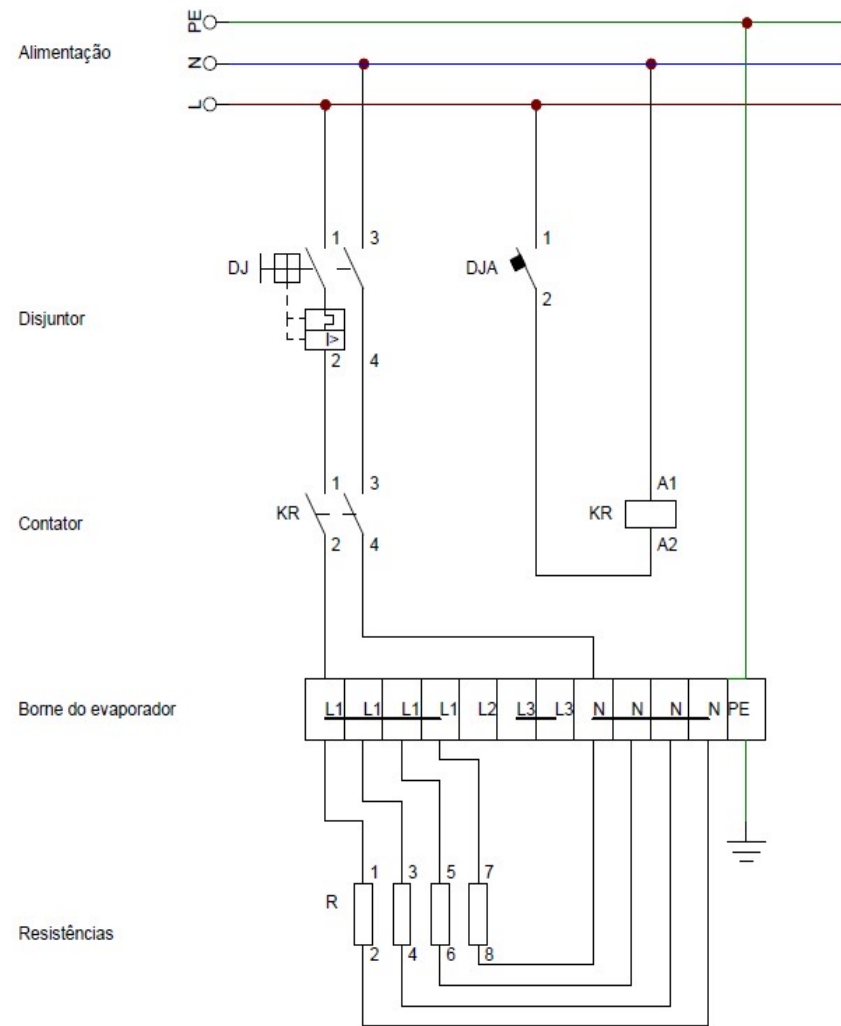 PE
Alimentação
N
L
1 3 1
DJ DJA
2
Disjuntor
2 4
1 3 A1
Contator KR KR
2 4 A2
Borne do evaporador L1 L1 L1 L1 L2 L3 L3 N N N N PE
1 3 5 7
R
Resistências
2 4 6 8